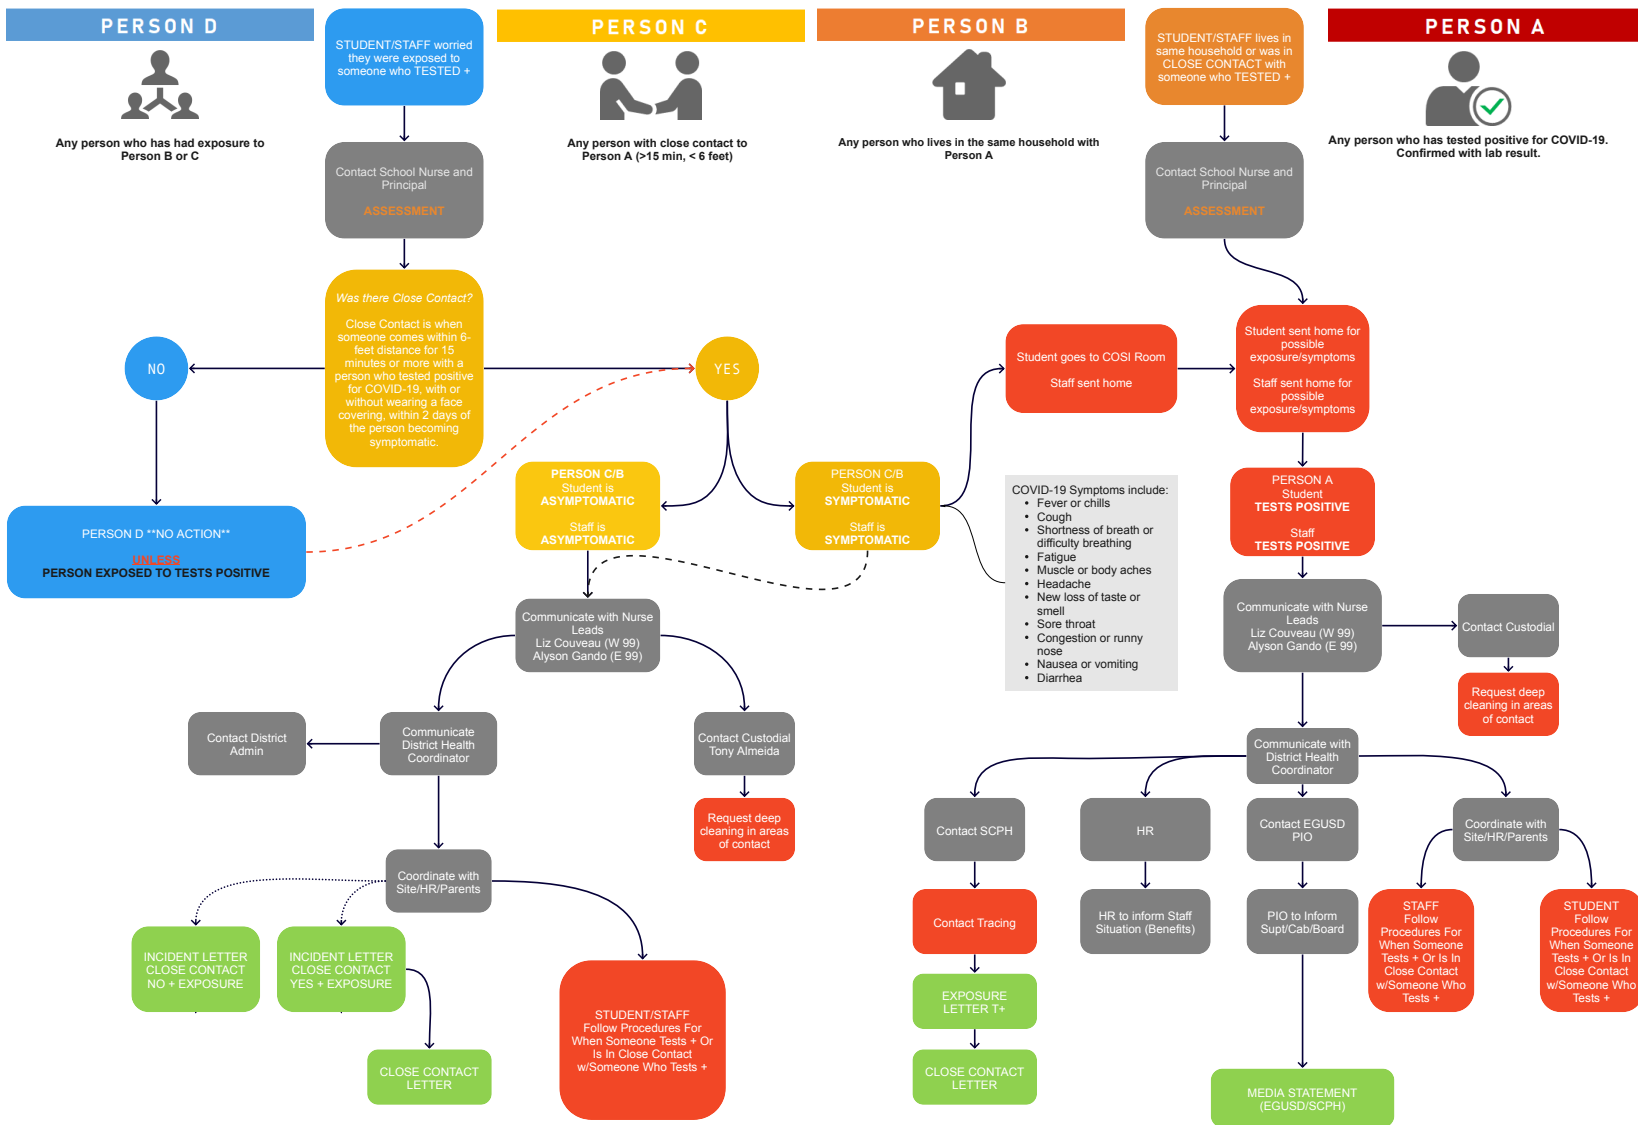 PERSON D
STUDENT/STAFF worried
they were exposed to
someone who TESTED +
PERSON C
PERSON B
STUDENT/STAFF lives in
same household or was in
CLOSE CONTACT with
someone who TESTED +
PERSON A
Any person who has had exposure to
Person B or C
Any person with close contact to
Person A (>15 min, < 6 feet)
Any person who lives in the same household with
Person A
Any person who has tested positive for COVID-19.
Confirmed with lab result.
Contact School Nurse and
Principal
ASSESSMENT
Contact School Nurse and
Principal
ASSESSMENT
Was there Close Contact?
Close Contact is when
someone comes within 6-
feet distance for 15
minutes or more with a
person who tested positive
for COVID-19, with or
without wearing a face
covering, within 2 days of
the person becoming
symptomatic.
NO
YES
Student goes to COSI Room
Staff sent home
Student sent home for
possible
exposure/symptoms
Staff sent home for
possible
exposure/symptoms
PERSON D **NO ACTION**
UNLESS
PERSON EXPOSED TO TESTS POSITIVE
PERSON C/B
Student is
ASYMPTOMATIC
Staff is
ASYMPTOMATIC
PERSON C/B
Student is
SYMPTOMATIC
Staff is
SYMPTOMATIC
COVID-19 Symptoms include:
• Fever or chills
• Cough
• Shortness of breath or
difficulty breathing
• Fatigue
• Muscle or body aches
• Headache
• New loss of taste or
smell
• Sore throat
• Congestion or runny
nose
• Nausea or vomiting
• Diarrhea
PERSON A
Student
TESTS POSITIVE
Staff
TESTS POSITIVE
Communicate with Nurse
Leads
Liz Couveau (W 99)
Alyson Gando (E 99)
Communicate with Nurse
Leads
Liz Couveau (W 99)
Alyson Gando (E 99)
Contact Custodial
Request deep
cleaning in areas
of contact
Contact District
Admin
Communicate
District Health
Coordinator
Contact Custodial
Tony Almeida
Request deep
cleaning in areas
of contact
Communicate with
District Health
Coordinator
Contact SCPH
HR
Contact EGUSD
PIO
Coordinate with
Site/HR/Parents
Coordinate with
Site/HR/Parents
Contact Tracing
HR to inform Staff
Situation (Benefits)
PIO to Inform
Supt/Cab/Board
STAFF
Follow
Procedures For
When Someone
Tests + Or Is In
Close Contact
w/Someone Who
Tests +
STUDENT
Follow
Procedures For
When Someone
Tests + Or Is In
Close Contact
w/Someone Who
Tests +
INCIDENT LETTER
CLOSE CONTACT
NO + EXPOSURE
INCIDENT LETTER
CLOSE CONTACT
YES + EXPOSURE
STUDENT/STAFF
Follow Procedures For
When Someone Tests + Or
Is In Close Contact
w/Someone Who Tests +
EXPOSURE
LETTER T+
CLOSE CONTACT
LETTER
CLOSE CONTACT
LETTER
MEDIA STATEMENT
(EGUSD/SCPH)